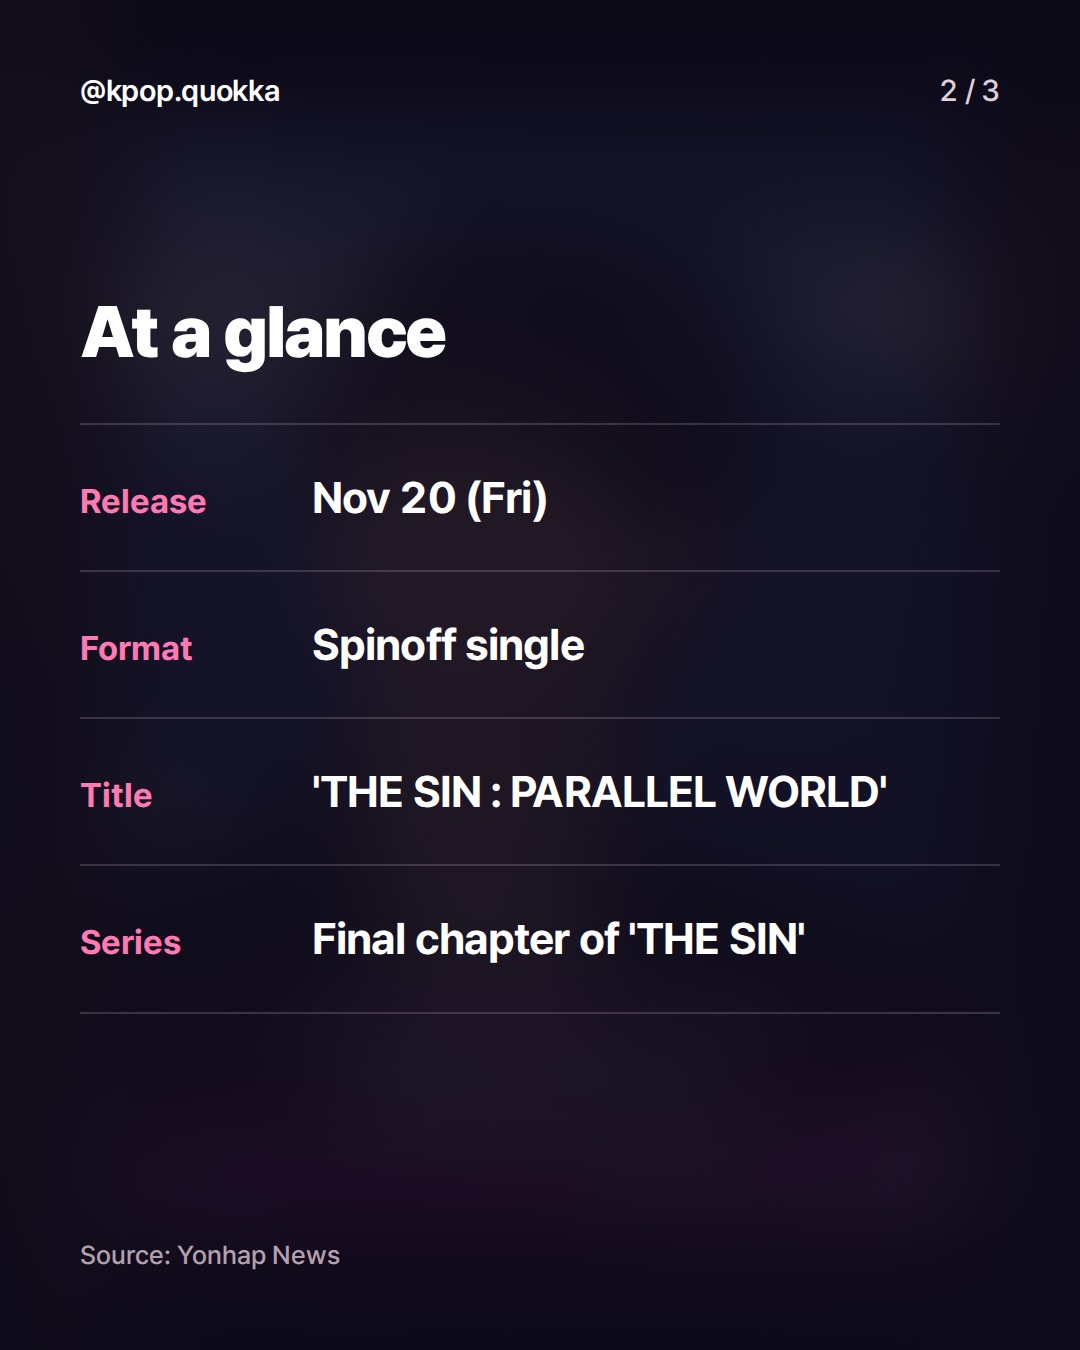 @kpop.quokka
2 / 3
At a glance
Release
Nov 20 (Fri)
Format
Spinoff single
Title
'THE SIN : PARALLEL WORLD'
Series
Final chapter of 'THE SIN'
Source: Yonhap News